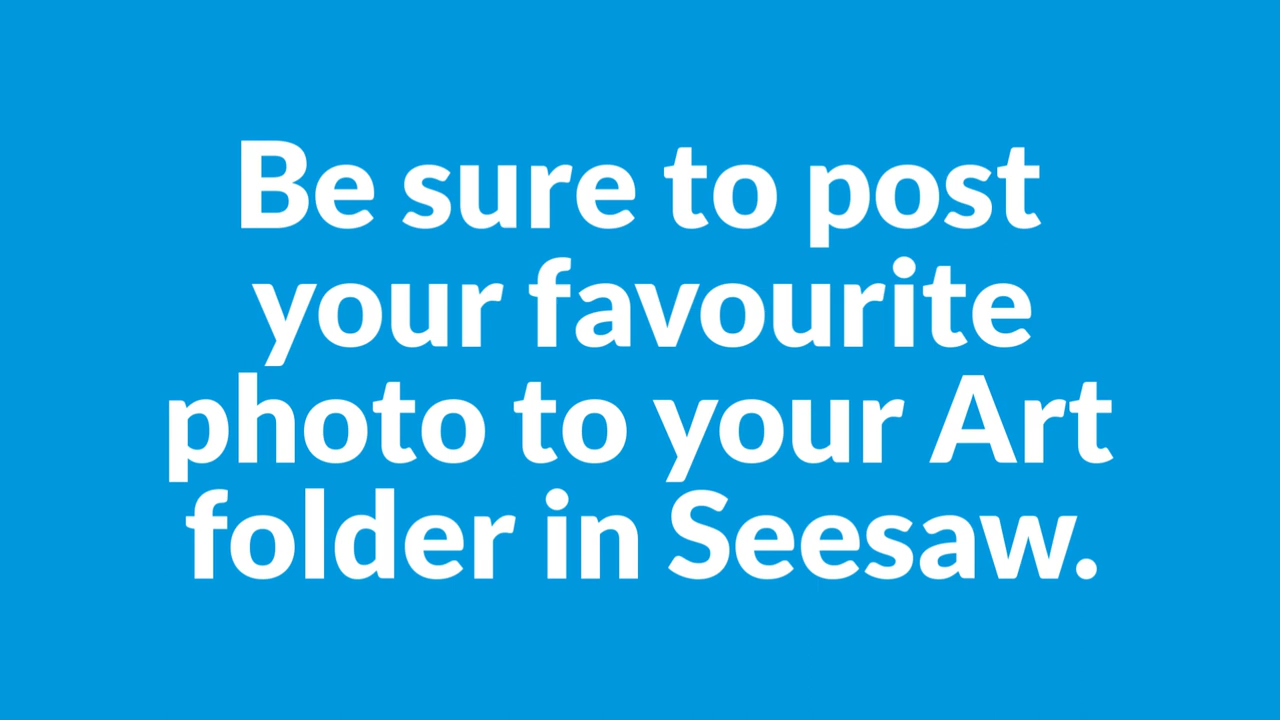 Be sure to post
your favourite
photo to your Art
folder in Seesaw.